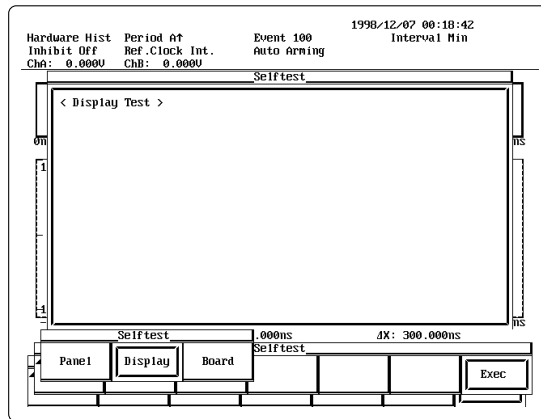 1998/12/07 00:18:42
Hardware Hist Period A↑ Event 100 Interval Min
Inhibit Off Ref.Clock Int. Auto Arming
ChA: 0.000V ChB: 0.000V
Selftest
< Display Test >
0n ns
1
1
ns
Selftest .000ns ΔX: 300.000ns
Selftest
Panel Display Board Exec